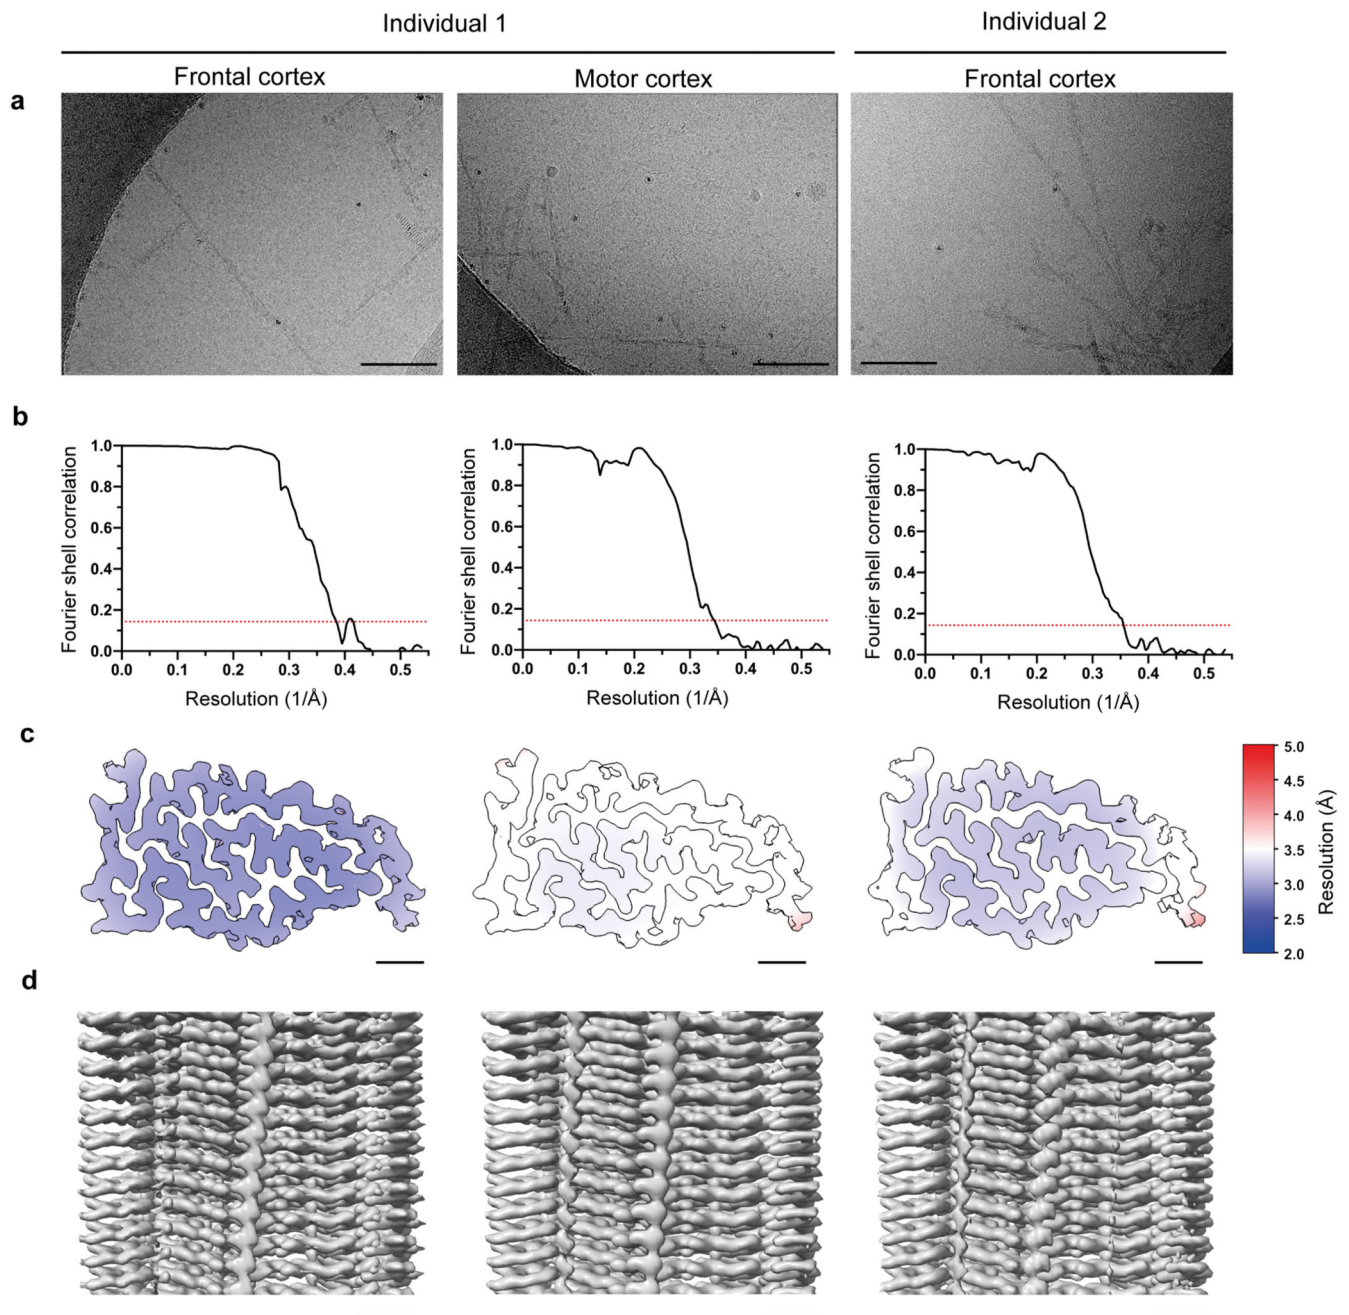 Individual 1
Individual 2
Frontal cortex
Motor cortex
Frontal cortex
a
b
Fourier shell correlation
1.0
0.8
0.6
0.4
0.2
0.0
0.0 0.1 0.2 0.3 0.4 0.5
Resolution (1/Å)
Fourier shell correlation
1.0
0.8
0.6
0.4
0.2
0.0
0.0 0.1 0.2 0.3 0.4 0.5
Resolution (1/Å)
Fourier shell correlation
1.0
0.8
0.6
0.4
0.2
0.0
0.0 0.1 0.2 0.3 0.4 0.5
Resolution (1/Å)
c
5.0
4.5
4.0
3.5
3.0
2.5
2.0
Resolution (Å)
d